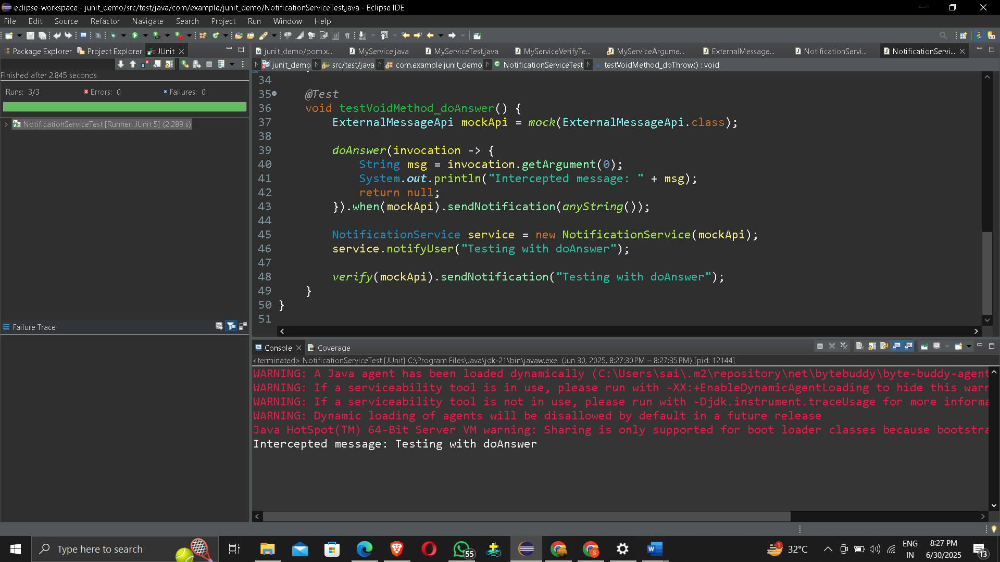 eclipse-workspace - junit_demo/src/test/java/com/example/junit_demo/NotificationServiceTest.java - Eclipse IDE
File Edit Source Refactor Navigate Search Project Run Window Help
Package Explorer Project Explorer JUnit
junit_demo/pom.x... MyService.java MyServiceTest.java MyServiceVerifyTe... MyServiceArgume... ExternalMessage... NotificationServi... NotificationServi...
junit_demo src/test/java com.example.junit_demo NotificationServiceTest testVoidMethod_doThrow() : void
Finished after 2.845 seconds
Runs: 3/3 Errors: 0 Failures: 0
NotificationServiceTest [Runner: JUnit 5] (2.289 s)
Failure Trace
34
35 @Test
36 void testVoidMethod_doAnswer() {
37 ExternalMessageApi mockApi = mock(ExternalMessageApi.class);
38
39 doAnswer(invocation -> {
40 String msg = invocation.getArgument(0);
41 System.out.println("Intercepted message: " + msg);
42 return null;
43 }).when(mockApi).sendNotification(anyString());
44
45 NotificationService service = new NotificationService(mockApi);
46 service.notifyUser("Testing with doAnswer");
47
48 verify(mockApi).sendNotification("Testing with doAnswer");
49 }
50 }
51
Console Coverage
<terminated> NotificationServiceTest [JUnit] C:\Program Files\Java\jdk-21\bin\javaw.exe (Jun 30, 2025, 8:27:30 PM – 8:27:35 PM) [pid: 12144]
WARNING: A Java agent has been loaded dynamically (C:\Users\sai\.m2\repository\net\bytebuddy\byte-buddy-agent
WARNING: If a serviceability tool is in use, please run with -XX:+EnableDynamicAgentLoading to hide this warn
WARNING: If a serviceability tool is not in use, please run with -Djdk.instrument.traceUsage for more informa
WARNING: Dynamic loading of agents will be disallowed by default in a future release
Java HotSpot(TM) 64-Bit Server VM warning: Sharing is only supported for boot loader classes because bootstra
Intercepted message: Testing with doAnswer
Type here to search
55
1
32°C
ENG
IN
8:27 PM
6/30/2025
13